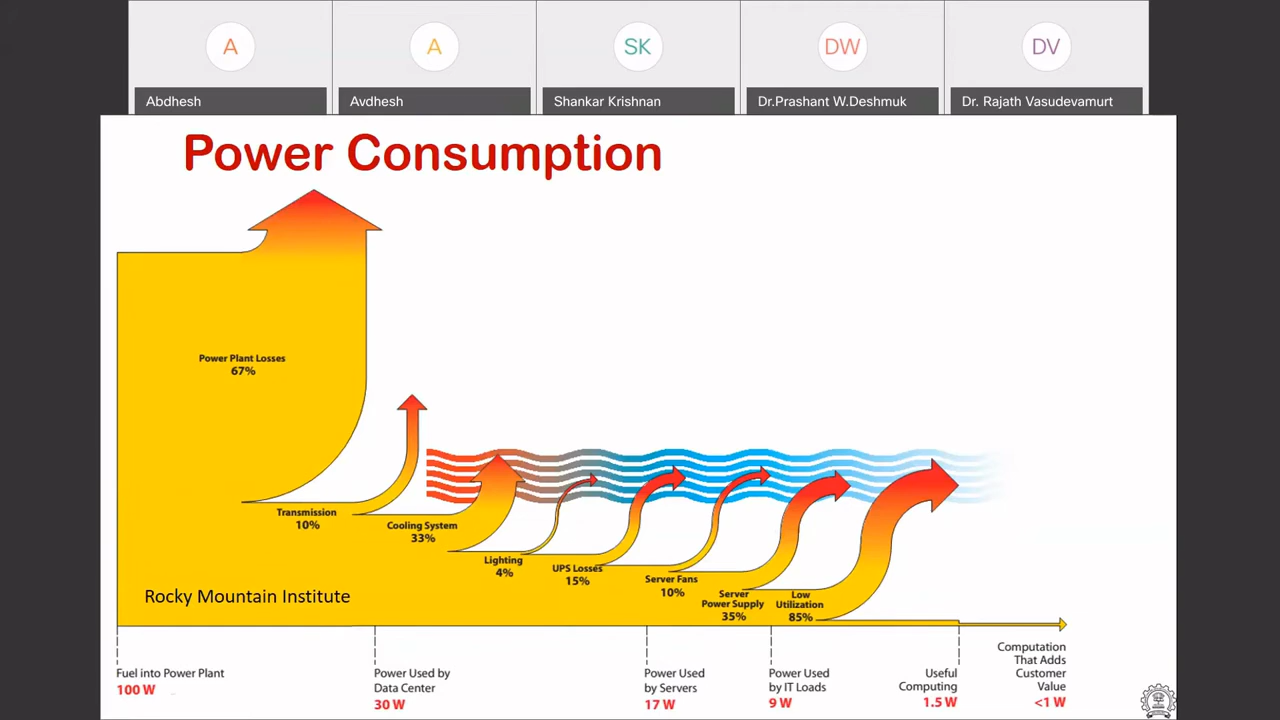 A
A
SK
DW
DV
Abdhesh
Avdhesh
Shankar Krishnan
Dr.Prashant W.Deshmuk
Dr. Rajath Vasudevamurt
Power Consumption
Power Plant Losses
67%
Transmission
10%
Cooling System
33%
Lighting
4%
UPS Losses
15%
Server Fans
10%
Server
Power Supply
35%
Low
Utilization
85%
Rocky Mountain Institute
Fuel into Power Plant
100 W
Power Used by
Data Center
30 W
Power Used
by Servers
17 W
Power Used
by IT Loads
9 W
Useful
Computing
1.5 W
Computation
That Adds
Customer
Value
<1 W